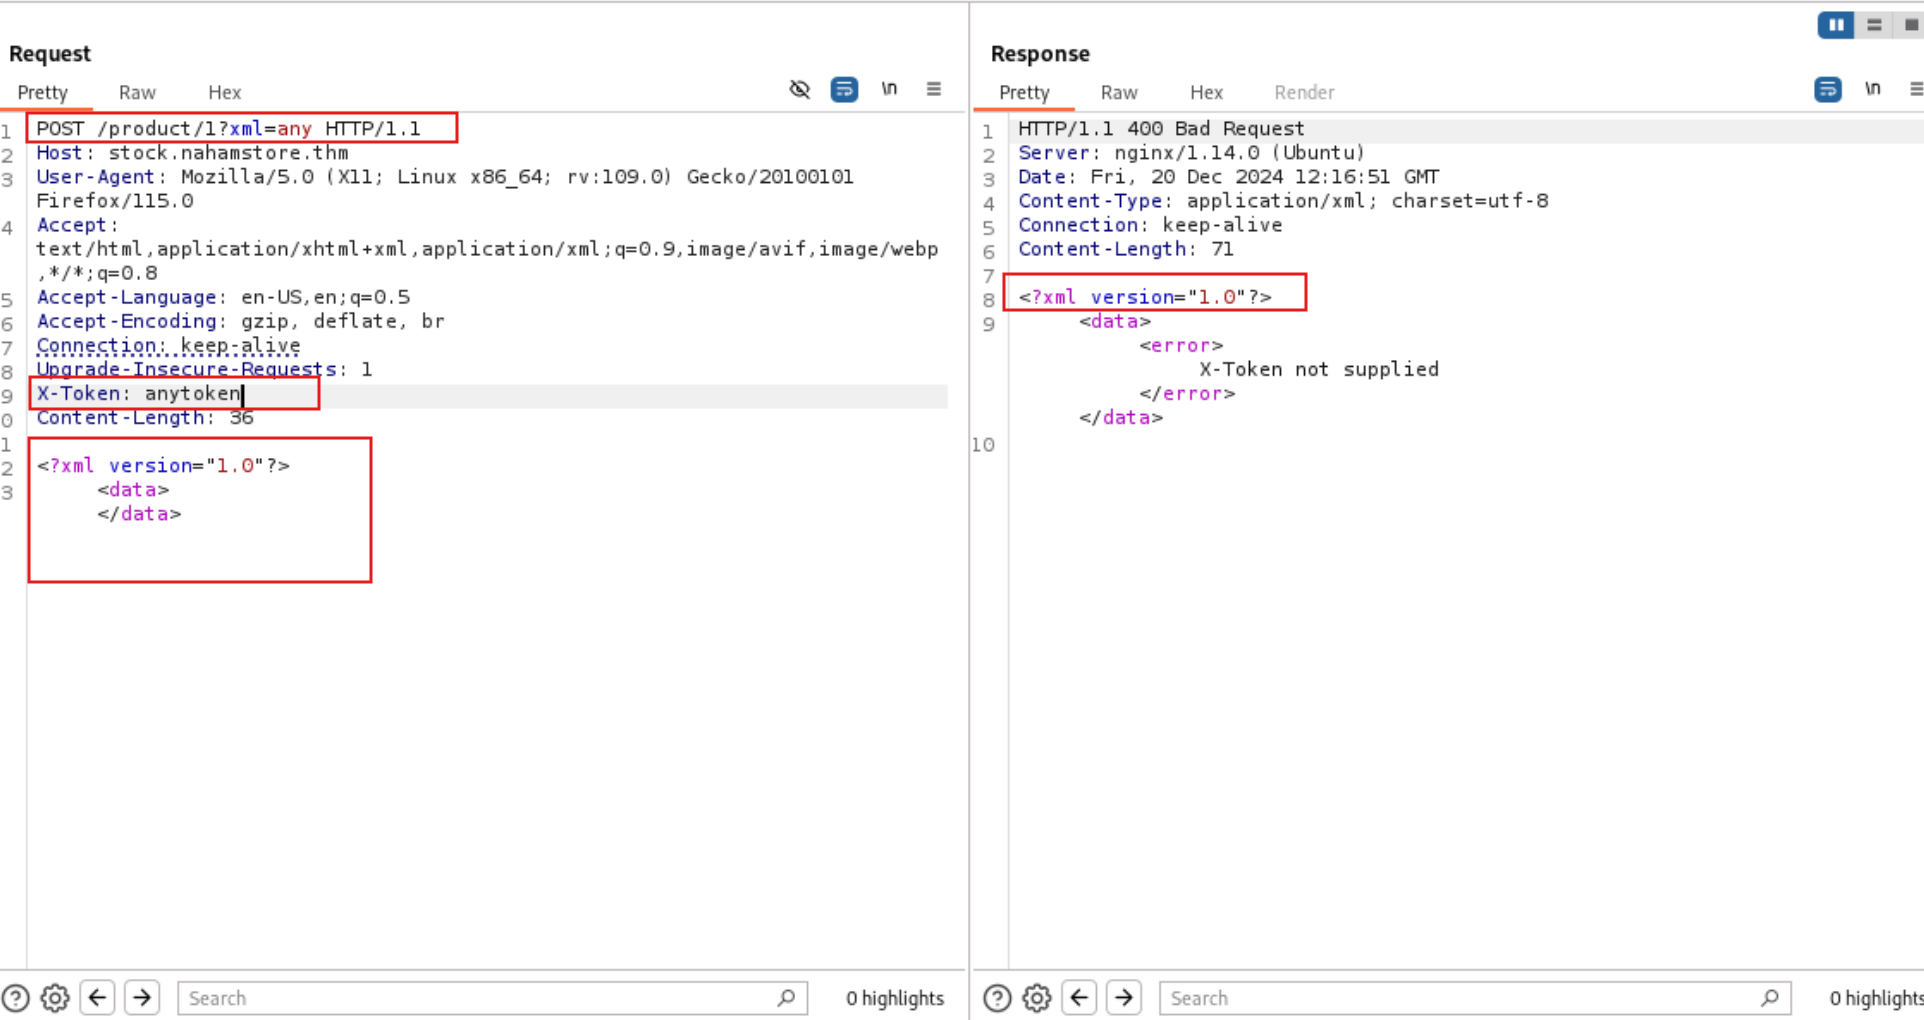 Request
Pretty Raw Hex \n
1 POST /product/1?xml=any HTTP/1.1
2 Host: stock.nahamstore.thm
3 User-Agent: Mozilla/5.0 (X11; Linux x86_64; rv:109.0) Gecko/20100101
Firefox/115.0
4 Accept:
text/html,application/xhtml+xml,application/xml;q=0.9,image/avif,image/webp
,*/*;q=0.8
5 Accept-Language: en-US,en;q=0.5
6 Accept-Encoding: gzip, deflate, br
7 Connection: keep-alive
8 Upgrade-Insecure-Requests: 1
9 X-Token: anytoken
0 Content-Length: 36
1
2 <?xml version="1.0"?>
3 <data>
</data>
Search 0 highlights
Response
Pretty Raw Hex Render \n
1 HTTP/1.1 400 Bad Request
2 Server: nginx/1.14.0 (Ubuntu)
3 Date: Fri, 20 Dec 2024 12:16:51 GMT
4 Content-Type: application/xml; charset=utf-8
5 Connection: keep-alive
6 Content-Length: 71
7
8 <?xml version="1.0"?>
9 <data>
<error>
X-Token not supplied
</error>
</data>
10
Search 0 highlights